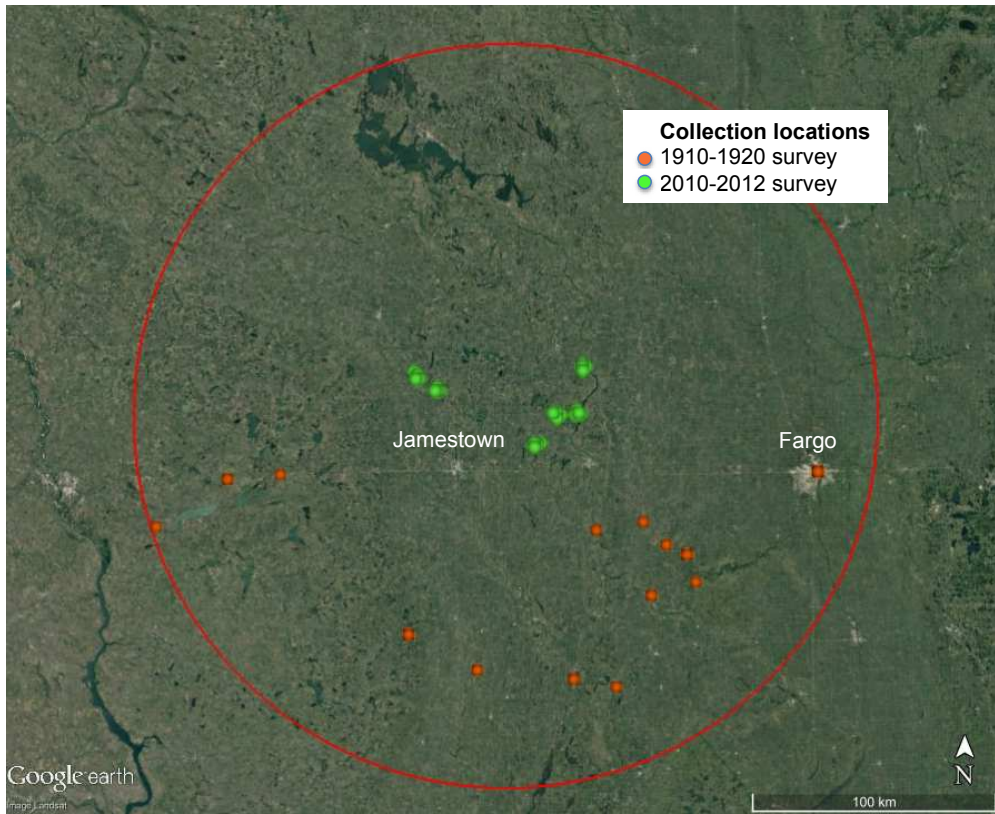 Collection locations
1910-1920 survey
2010-2012 survey
Jamestown
Fargo
N
Google earth
Image Landsat
100 km